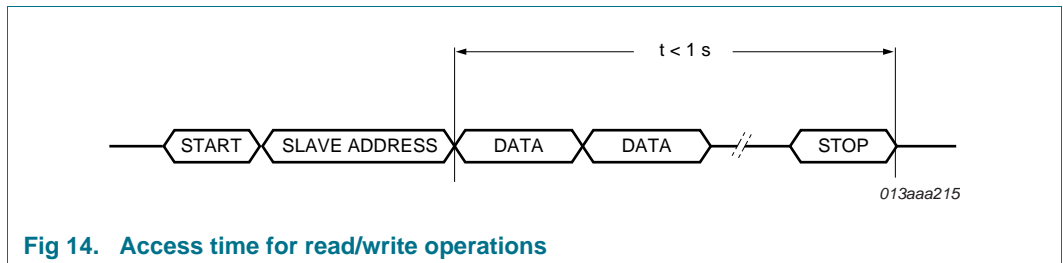 t < 1 s
START SLAVE ADDRESS DATA DATA STOP
013aaa215
Fig 14. Access time for read/write operations